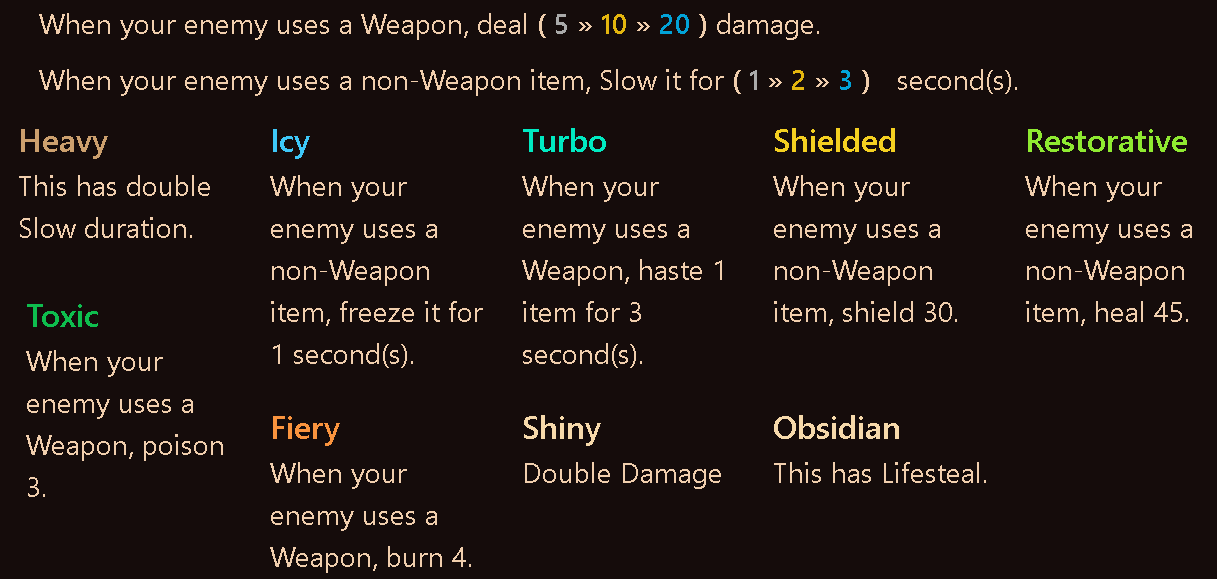 When your enemy uses a Weapon, deal ( 5 » 10 » 20 ) damage.
When your enemy uses a non-Weapon item, Slow it for ( 1 » 2 » 3 ) second(s).
Heavy
This has double
Slow duration.
Icy
When your
enemy uses a
non-Weapon
item, freeze it for
1 second(s).
Turbo
When your
enemy uses a
Weapon, haste 1
item for 3
second(s).
Shielded
When your
enemy uses a
non-Weapon
item, shield 30.
Restorative
When your
enemy uses a
non-Weapon
item, heal 45.
Toxic
When your
enemy uses a
Weapon, poison
3.
Fiery
When your
enemy uses a
Weapon, burn 4.
Shiny
Double Damage
Obsidian
This has Lifesteal.